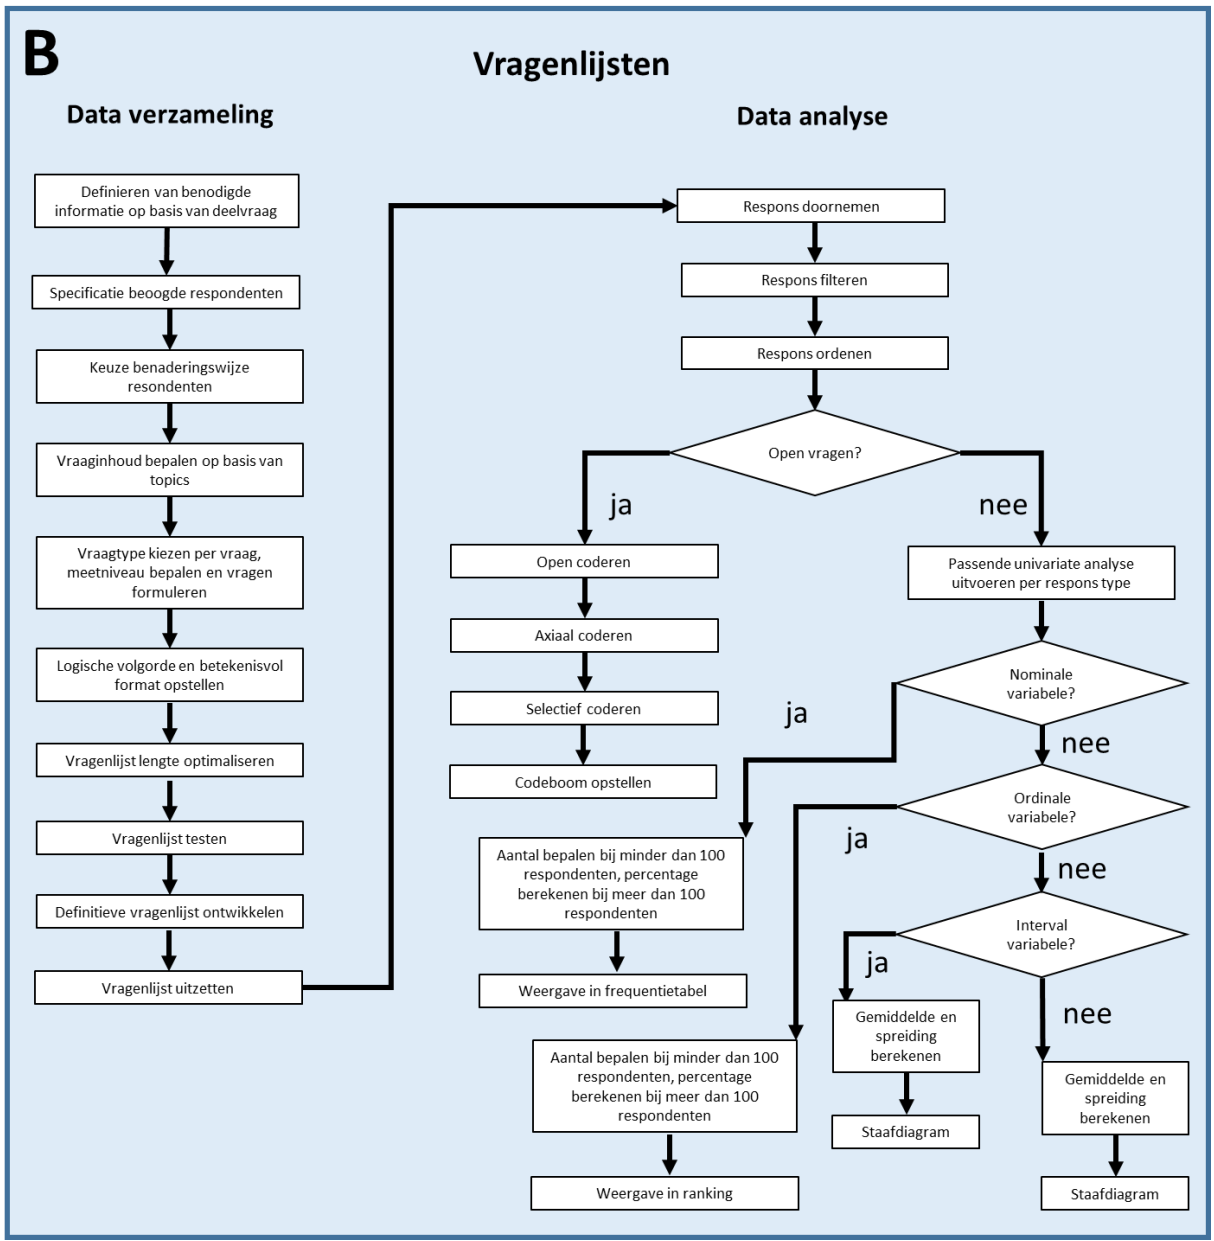 B
Vragenlijsten
Data verzameling
Definieren van benodigde
informatie op basis van deelvraag
Specificatie beoogde respondenten
Keuze benaderingswijze
resondenten
Vraaginhoud bepalen op basis van
topics
Vraagtype kiezen per vraag,
meetniveau bepalen en vragen
formuleren
Logische volgorde en betekenisvol
format opstellen
Vragenlijst lengte optimaliseren
Vragenlijst testen
Definitieve vragenlijst ontwikkelen
Vragenlijst uitzetten
Data analyse
Respons doornemen
Respons filteren
Respons ordenen
Open vragen?
ja
nee
Open coderen
Axiaal coderen
Selectief coderen
Codeboom opstellen
Passende univariate analyse
uitvoeren per respons type
Nominale
variabele?
ja
nee
Aantal bepalen bij minder dan 100
respondenten, percentage
berekenen bij meer dan 100
respondenten
Weergave in frequentietabel
Ordinale
variabele?
ja
nee
Aantal bepalen bij minder dan 100
respondenten, percentage
berekenen bij meer dan 100
respondenten
Weergave in ranking
Interval
variabele?
ja
nee
Gemiddelde en
spreiding
berekenen
Staafdiagram
Gemiddelde en
spreiding
berekenen
Staafdiagram